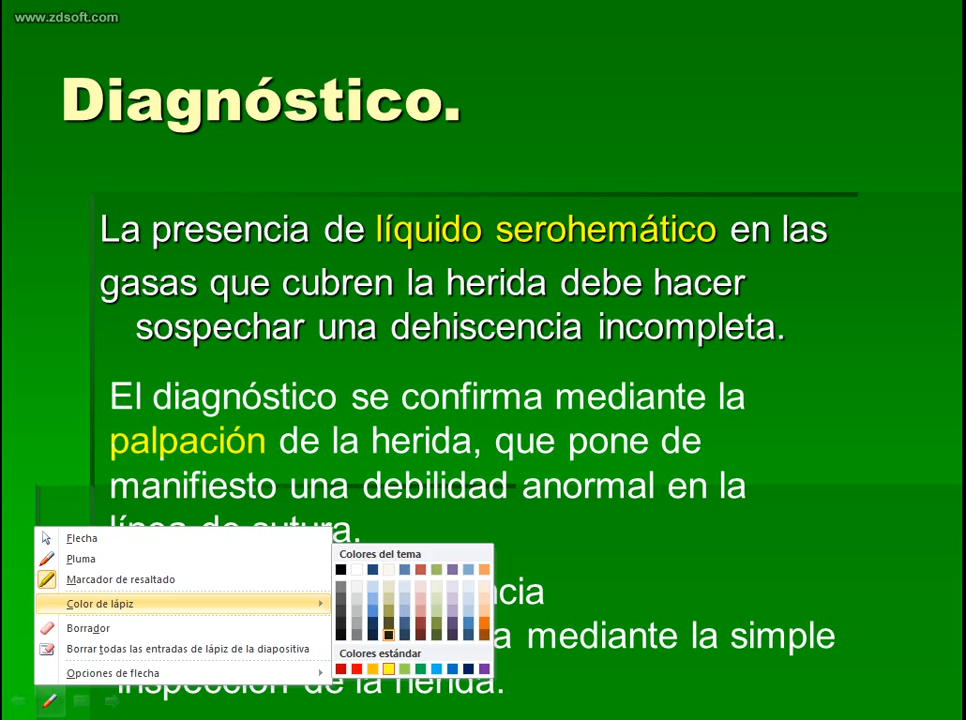 www.zdsoft.com
Diagnóstico.
La presencia de líquido serohemático en las
gasas que cubren la herida debe hacer
sospechar una dehiscencia incompleta.
El diagnóstico se confirma mediante la
palpación de la herida, que pone de
manifiesto una debilidad anormal en la
línea de sutura.
mediante la simple
inspección de la herida.
Flecha
Pluma
Marcador de resaltado
Color de lápiz
Borrador
Borrar todas las entradas de lápiz de la diapositiva
Opciones de flecha
Colores del tema
Colores estándar